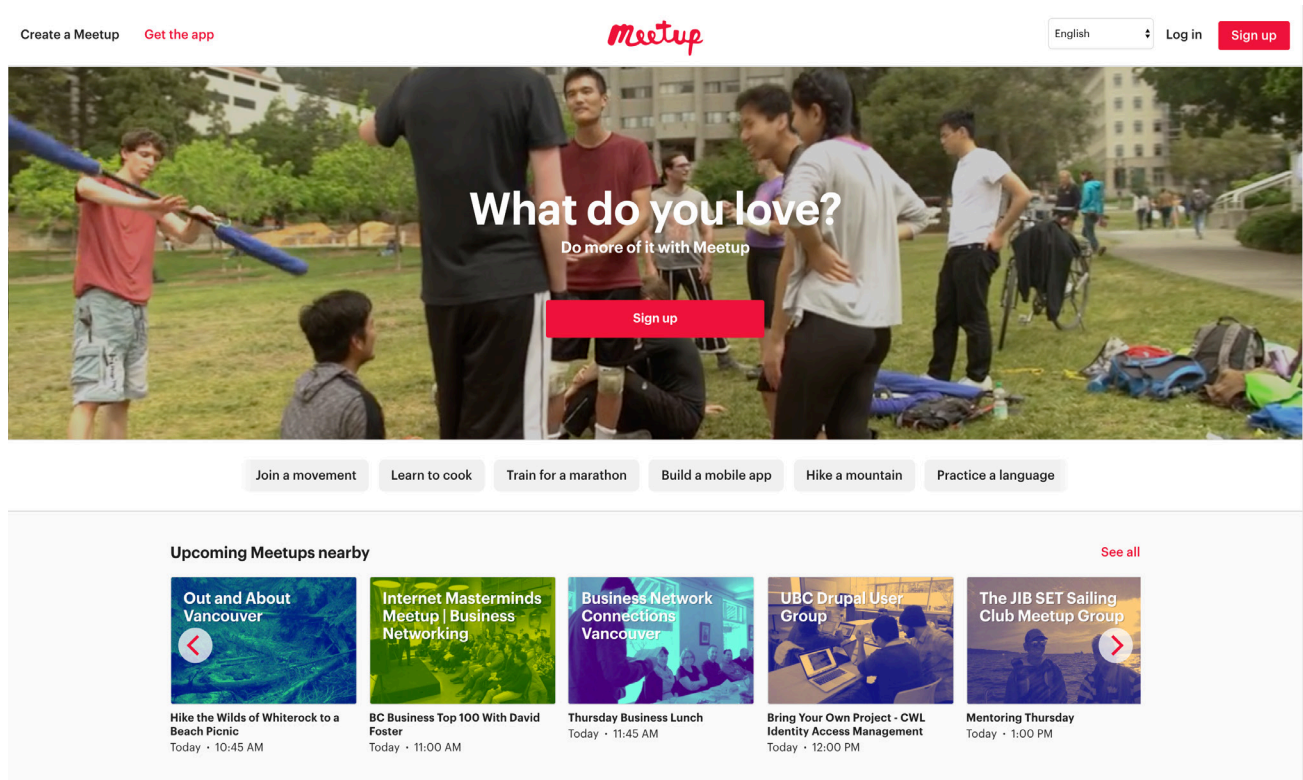 Create a Meetup
Get the app
Meetup
English
Log in
Sign up
What do you love?
Do more of it with Meetup
Sign up
Join a movement
Learn to cook
Train for a marathon
Build a mobile app
Hike a mountain
Practice a language
Upcoming Meetups nearby
See all
Out and About
Vancouver
Hike the Wilds of Whiterock to a
Beach Picnic
Today • 10:45 AM
Internet Masterminds
Meetup | Business
Networking
BC Business Top 100 With David
Foster
Today • 11:00 AM
Business Network
Connections
Vancouver
Thursday Business Lunch
Today • 11:45 AM
UBC Drupal User
Group
Bring Your Own Project - CWL
Identity Access Management
Today • 12:00 PM
The JIB SET Sailing
Club Meetup Group
Mentoring Thursday
Today • 1:00 PM